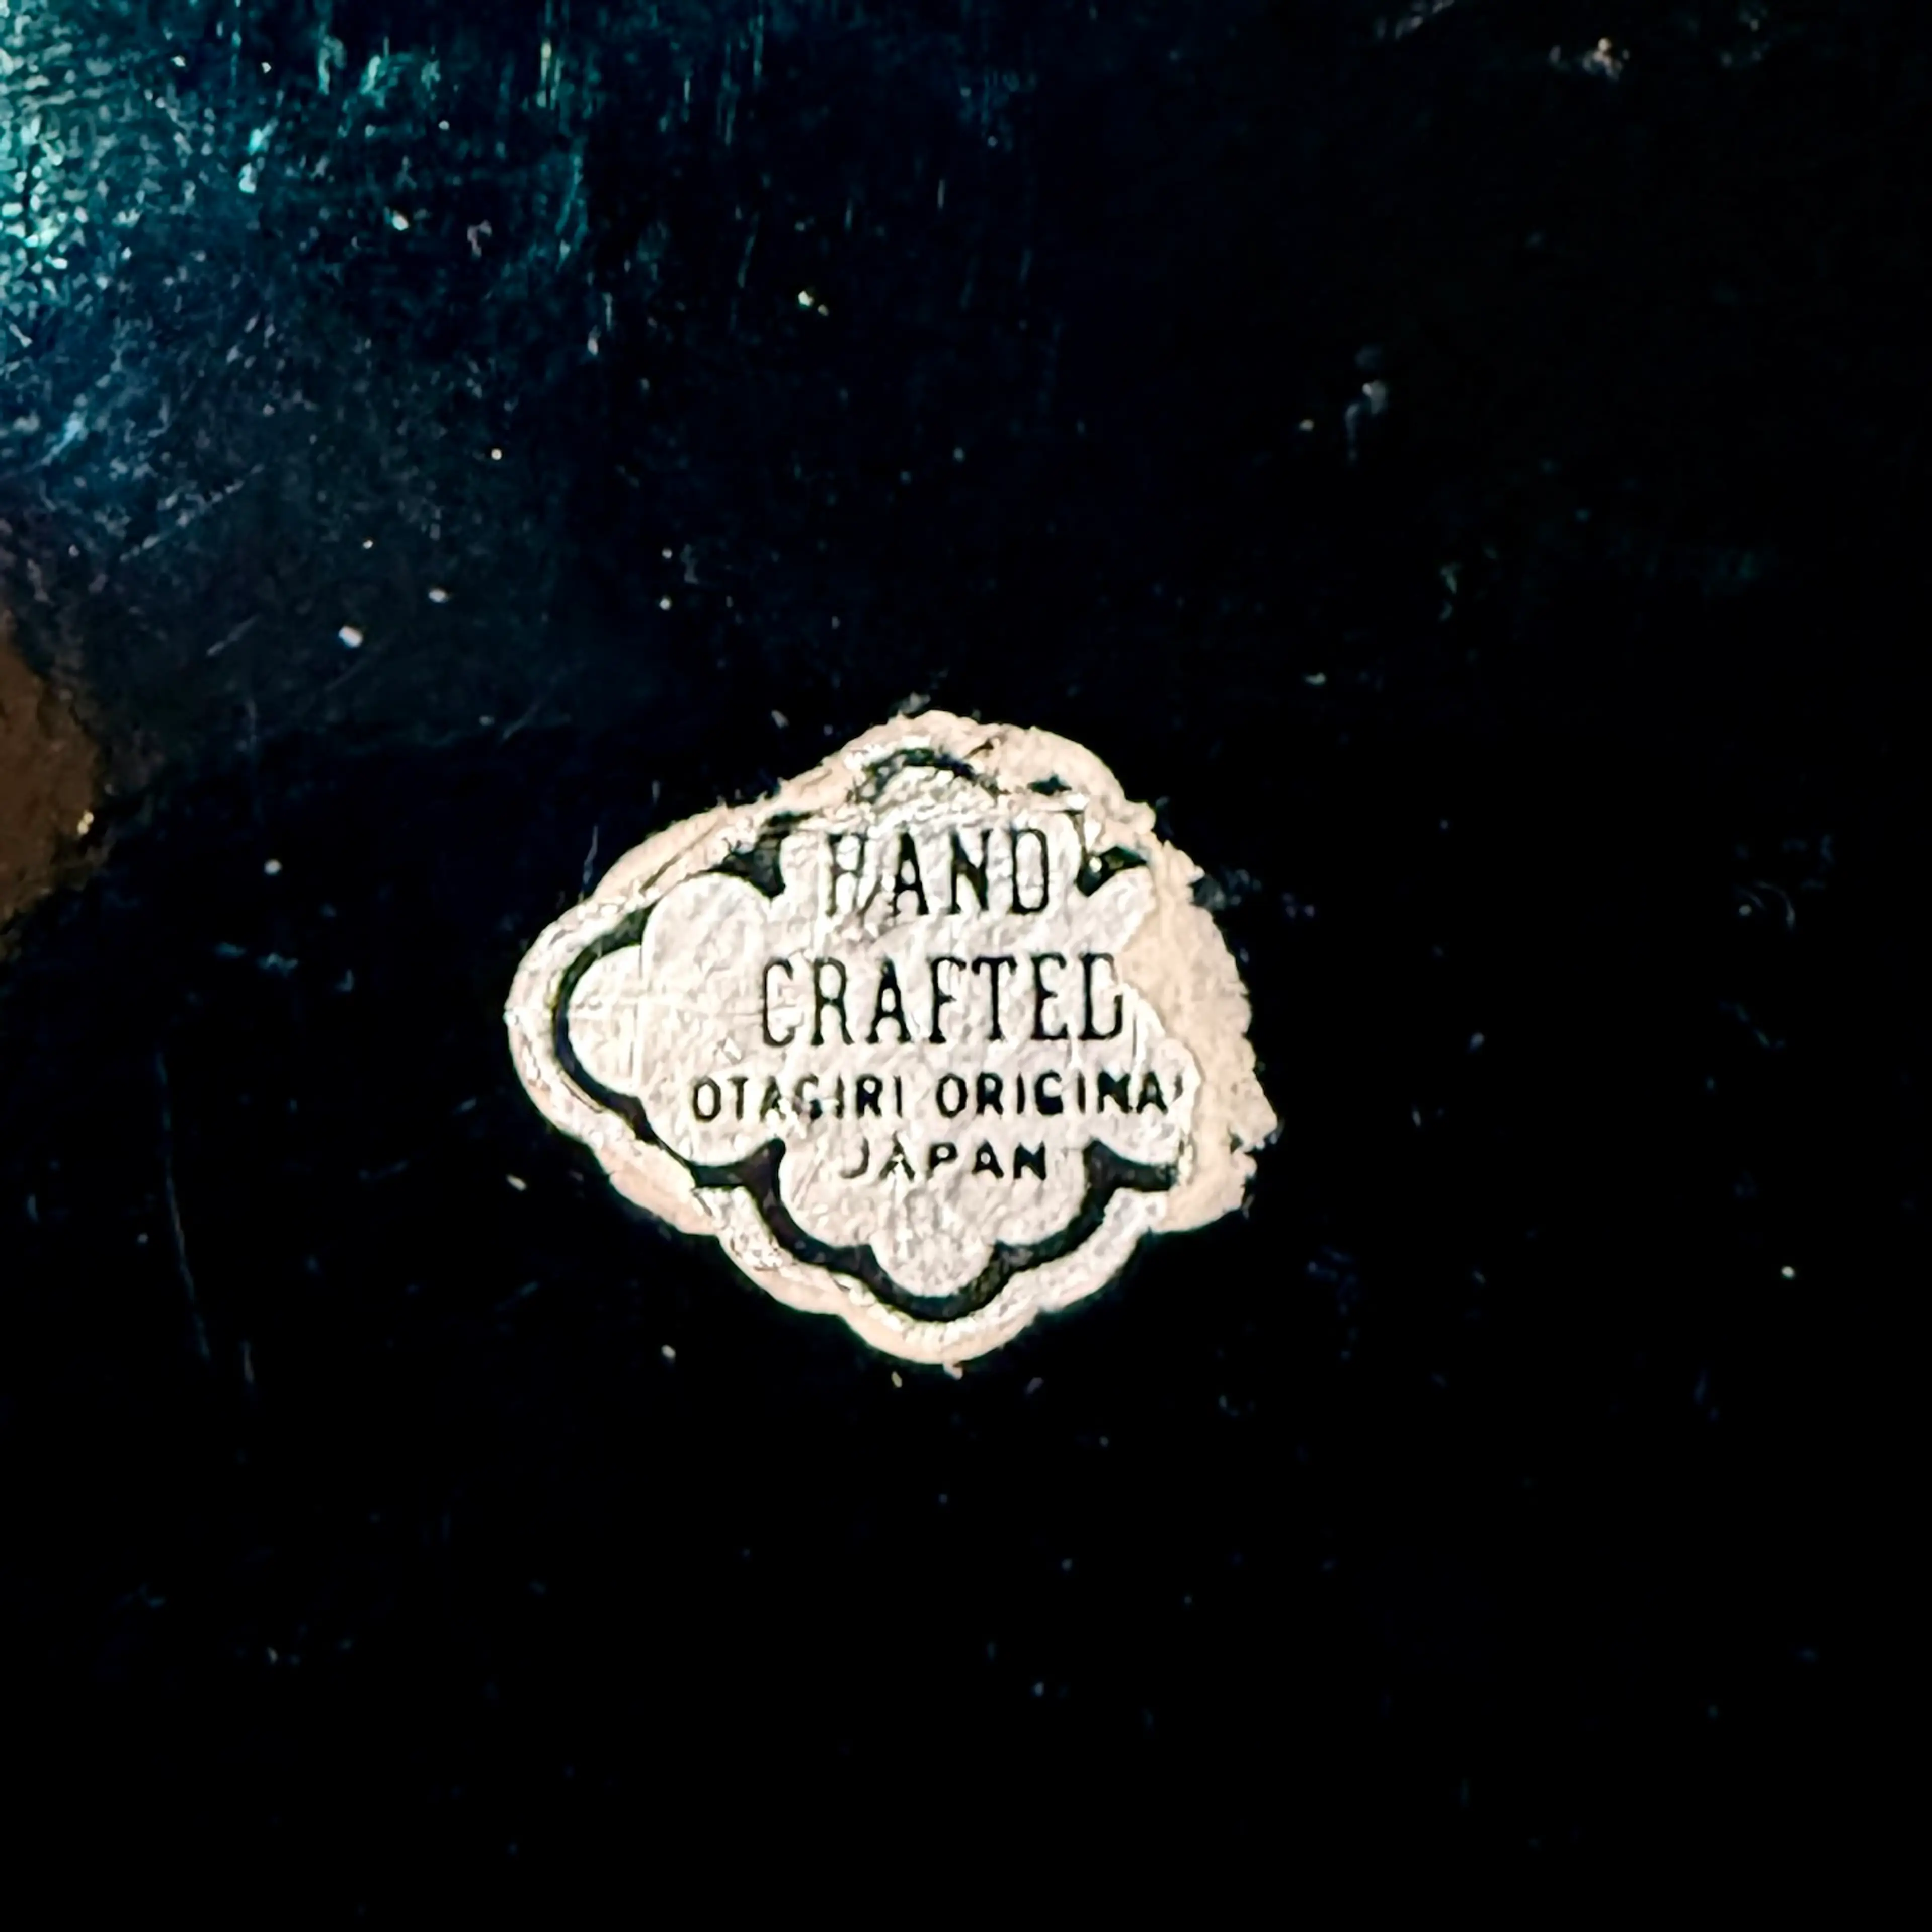 HAND
CRAFTED
OTAGIRI ORIGINAL
JAPAN